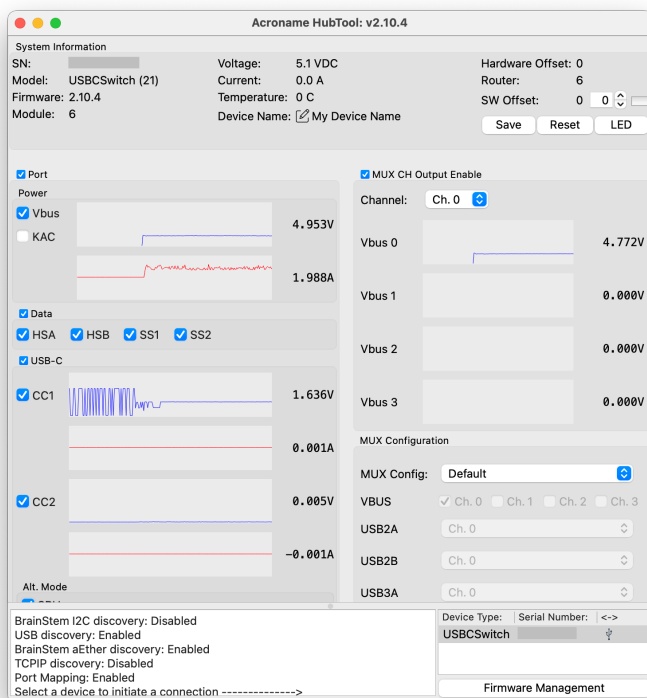 Acroname HubTool: v2.10.4
System Information
SN:
Model: USBCSwitch (21)
Firmware: 2.10.4
Module: 6
Voltage: 5.1 VDC
Current: 0.0 A
Temperature: 0 C
Device Name: My Device Name
Hardware Offset: 0
Router: 6
SW Offset: 0 0
Save Reset LED
Port
Power
Vbus
4.953V
KAC
1.988A
Data
HSA HSB SS1 SS2
USB-C
CC1
1.636V
0.001A
CC2
0.005V
-0.001A
Alt. Mode
MUX CH Output Enable
Channel: Ch. 0
Vbus 0 4.772V
Vbus 1 0.000V
Vbus 2 0.000V
Vbus 3 0.000V
MUX Configuration
MUX Config: Default
VBUS Ch. 0 Ch. 1 Ch. 2 Ch. 3
USB2A Ch. 0
USB2B Ch. 0
USB3A Ch. 0
BrainStem I2C discovery: Disabled
USB discovery: Enabled
BrainStem aEther discovery: Enabled
TCPIP discovery: Disabled
Port Mapping: Enabled
Select a device to initiate a connection -------------->
Device Type: Serial Number: <->
USBCSwitch
Firmware Management